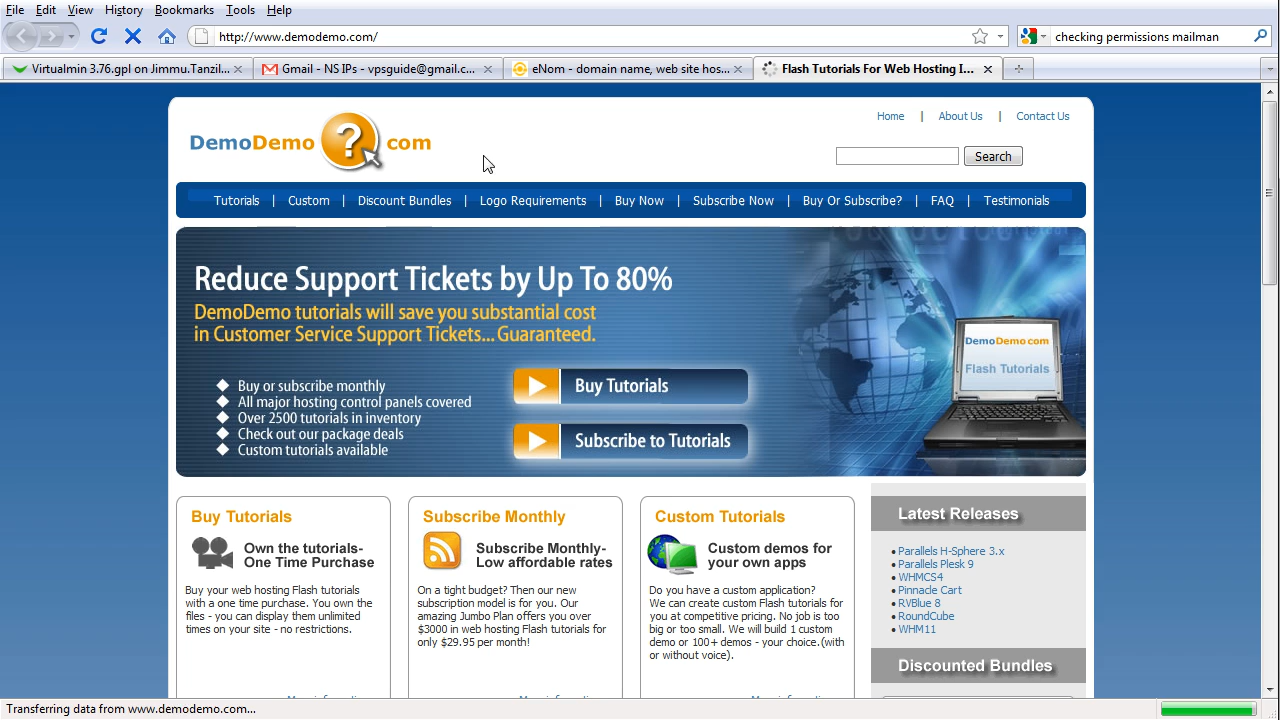 File Edit View History Bookmarks Tools Help
http://www.demodemo.com/
checking permissions mailman
Virtualmin 3.76.gpl on Jimmu.Tanzil...
Gmail - NS IPs - vpsguide@gmail.c...
eNom - domain name, web site hos...
Flash Tutorials For Web Hosting I...
DemoDemo ? com
Home | About Us | Contact Us
Search
Tutorials | Custom | Discount Bundles | Logo Requirements | Buy Now | Subscribe Now | Buy Or Subscribe? | FAQ | Testimonials
Reduce Support Tickets by Up To 80%
DemoDemo tutorials will save you substantial cost
in Customer Service Support Tickets...Guaranteed.
Buy or subscribe monthly
All major hosting control panels covered
Over 2500 tutorials in inventory
Check out our package deals
Custom tutorials available
Buy Tutorials
Subscribe to Tutorials
DemoDemo com
Flash Tutorials
Buy Tutorials
Own the tutorials-
One Time Purchase
Buy your web hosting Flash tutorials
with a one time purchase. You own the
files - you can display them unlimited
times on your site - no restrictions.
Subscribe Monthly
Subscribe Monthly-
Low affordable rates
On a tight budget? Then our new
subscription model is for you. Our
amazing Jumbo Plan offers you over
$3000 in web hosting Flash tutorials for
only $29.95 per month!
Custom Tutorials
Custom demos for
your own apps
Do you have a custom application?
We can create custom Flash tutorials for
you at competitive pricing. No job is too
big or too small. We will build 1 custom
demo or 100+ demos - your choice.(with
or without voice).
Latest Releases
Parallels H-Sphere 3.x
Parallels Plesk 9
WHMCS4
Pinnacle Cart
RVBlue 8
RoundCube
WHM11
Discounted Bundles
Transferring data from www.demodemo.com...